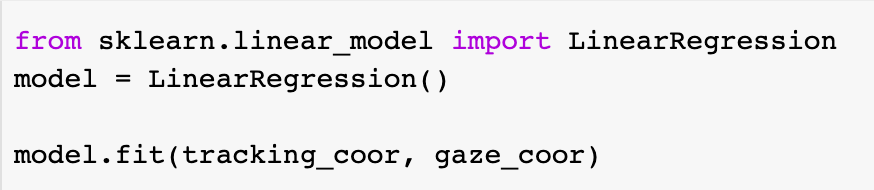 from sklearn.linear_model import LinearRegression
model = LinearRegression()
model.fit(tracking_coor, gaze_coor)